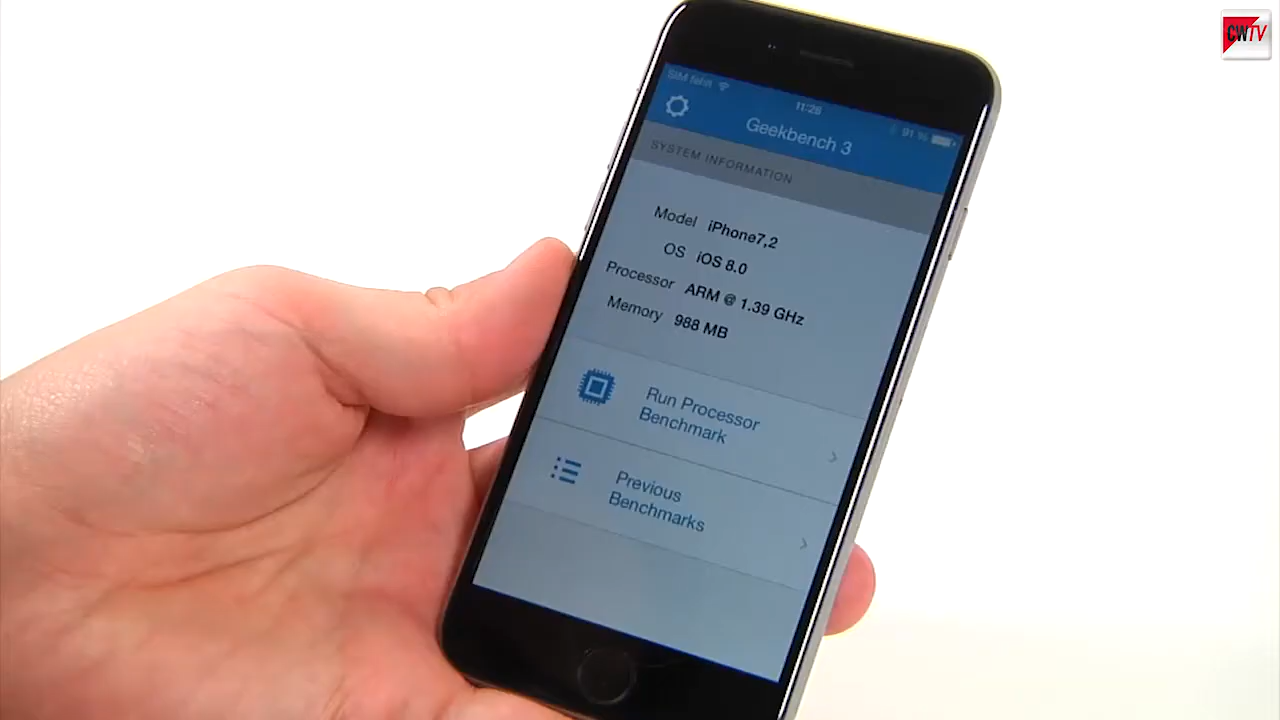 CWTV
SIM fehlt
11:26
91 %
Geekbench 3
SYSTEM INFORMATION
Model iPhone7,2
OS iOS 8.0
Processor ARM @ 1.39 GHz
Memory 988 MB
Run Processor
Benchmark
Previous
Benchmarks